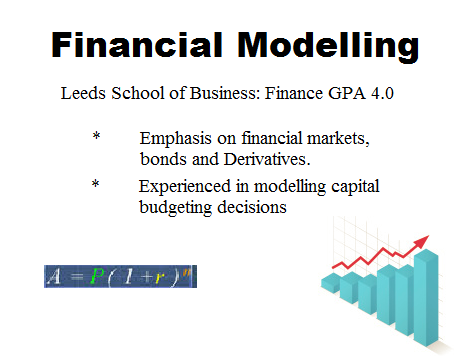 Financial Modelling
Leeds School of Business: Finance GPA 4.0
* Emphasis on financial markets,
bonds and Derivatives.
* Experienced in modelling capital
budgeting decisions
A = P(1+r)ⁿ